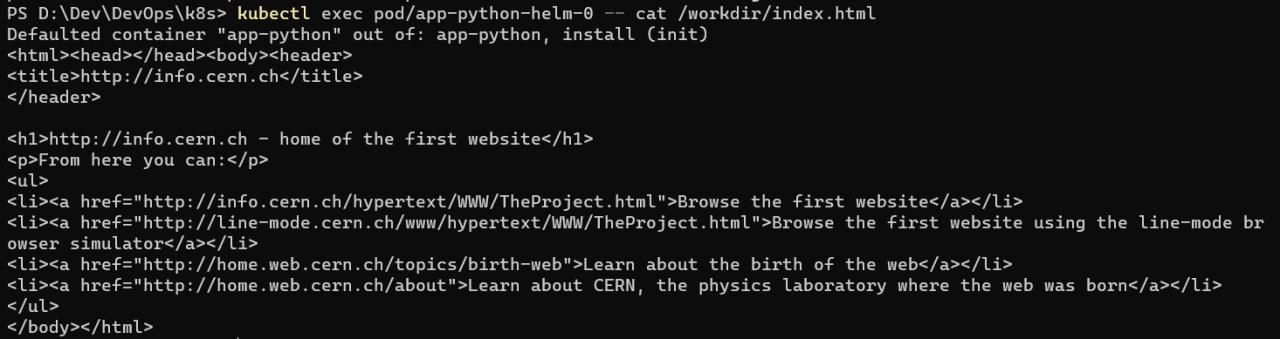 PS D:\Dev\DevOps\k8s> kubectl exec pod/app-python-helm-0 -- cat /workdir/index.html
Defaulted container "app-python" out of: app-python, install (init)
<html><head></head><body><header>
<title>http://info.cern.ch</title>
</header>
<h1>http://info.cern.ch - home of the first website</h1>
<p>From here you can:</p>
<ul>
<li><a href="http://info.cern.ch/hypertext/WWW/TheProject.html">Browse the first website</a></li>
<li><a href="http://line-mode.cern.ch/www/hypertext/WWW/TheProject.html">Browse the first website using the line-mode br
owser simulator</a></li>
<li><a href="http://home.web.cern.ch/topics/birth-web">Learn about the birth of the web</a></li>
<li><a href="http://home.web.cern.ch/about">Learn about CERN, the physics laboratory where the web was born</a></li>
</ul>
</body></html>